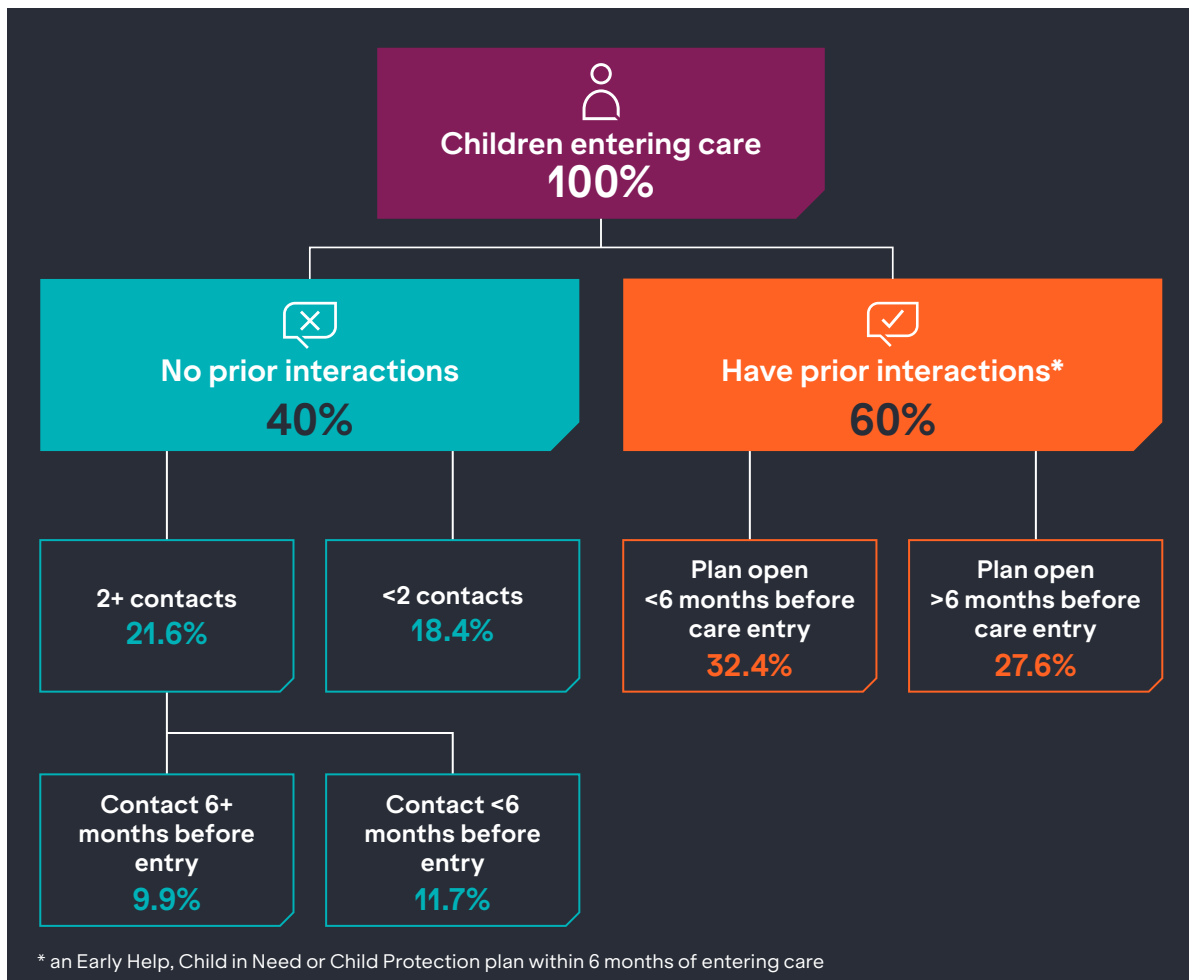 Children entering care
100%
No prior interactions
40%
Have prior interactions*
60%
2+ contacts
21.6%
<2 contacts
18.4%
Plan open
<6 months before
care entry
32.4%
Plan open
>6 months before
care entry
27.6%
Contact 6+
months before
entry
9.9%
Contact <6
months before
entry
11.7%
* an Early Help, Child in Need or Child Protection plan within 6 months of entering care